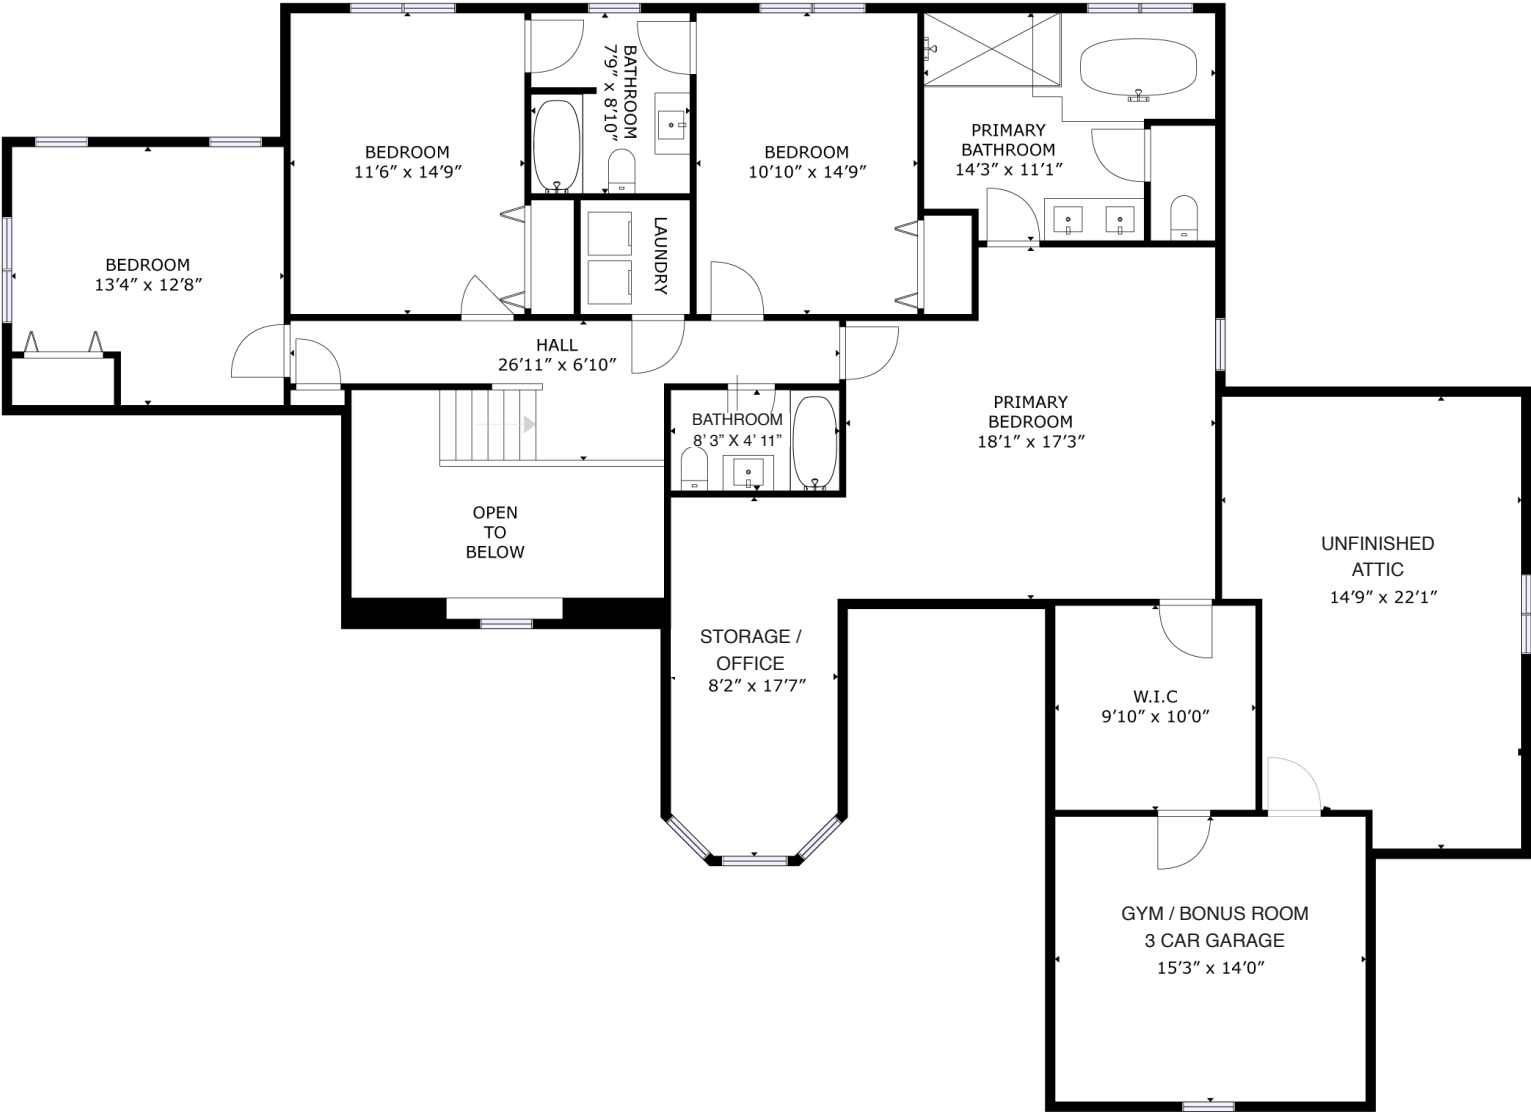 BEDROOM
11’6” x 14’9”
BATHROOM
7’9” x 8’10”
BEDROOM
10’10” x 14’9”
PRIMARY
BATHROOM
14’3” x 11’1”
BEDROOM
13’4” x 12’8”
LAUNDRY
HALL
26’11” x 6’10”
BATHROOM
8’ 3” X 4’ 11”
PRIMARY
BEDROOM
18’1” x 17’3”
OPEN
TO
BELOW
UNFINISHED
ATTIC
14’9” x 22’1”
STORAGE /
OFFICE
8’2” x 17’7”
W.I.C
9’10” x 10’0”
GYM / BONUS ROOM
3 CAR GARAGE
15’3” x 14’0”